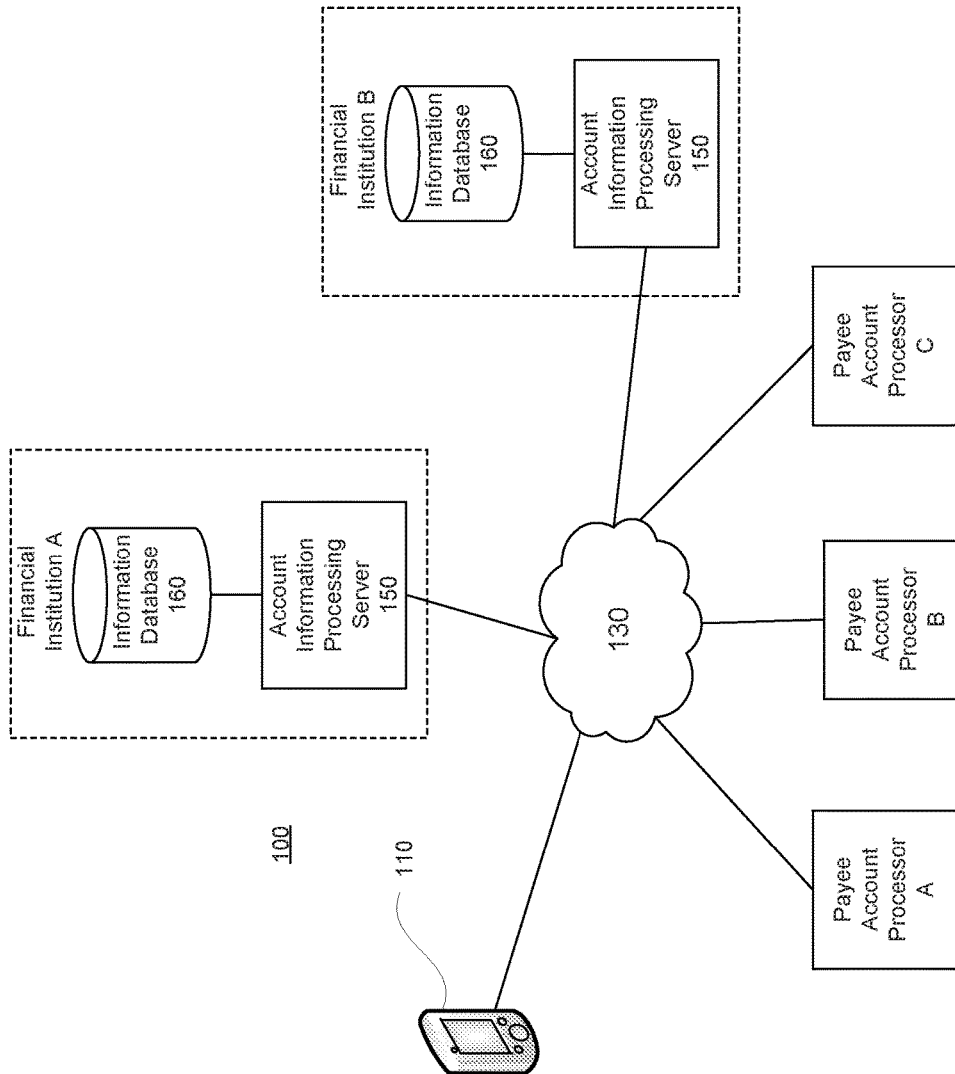 100
110
Financial
Institution A
Information
Database
160
Account
Information
Processing
Server
150
Financial
Institution B
Information
Database
160
Account
Information
Processing
Server
150
130
Payee
Account
Processor
A
Payee
Account
Processor
B
Payee
Account
Processor
C